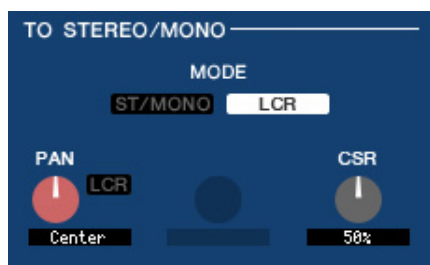 TO STEREO/MONO
MODE
ST/MONO LCR
PAN CSR
LCR
Center 50%